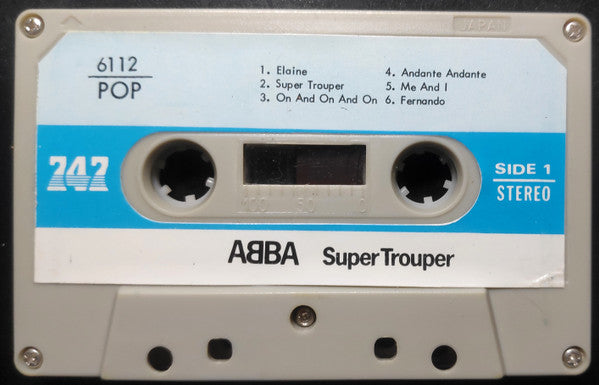 JAPAN
6112
POP
1. Elaine
2. Super Trouper
3. On And On And On
4. Andante Andante
5. Me And I
6. Fernando
747
SIDE 1
STEREO
100 50 0
ABBA Super Trouper